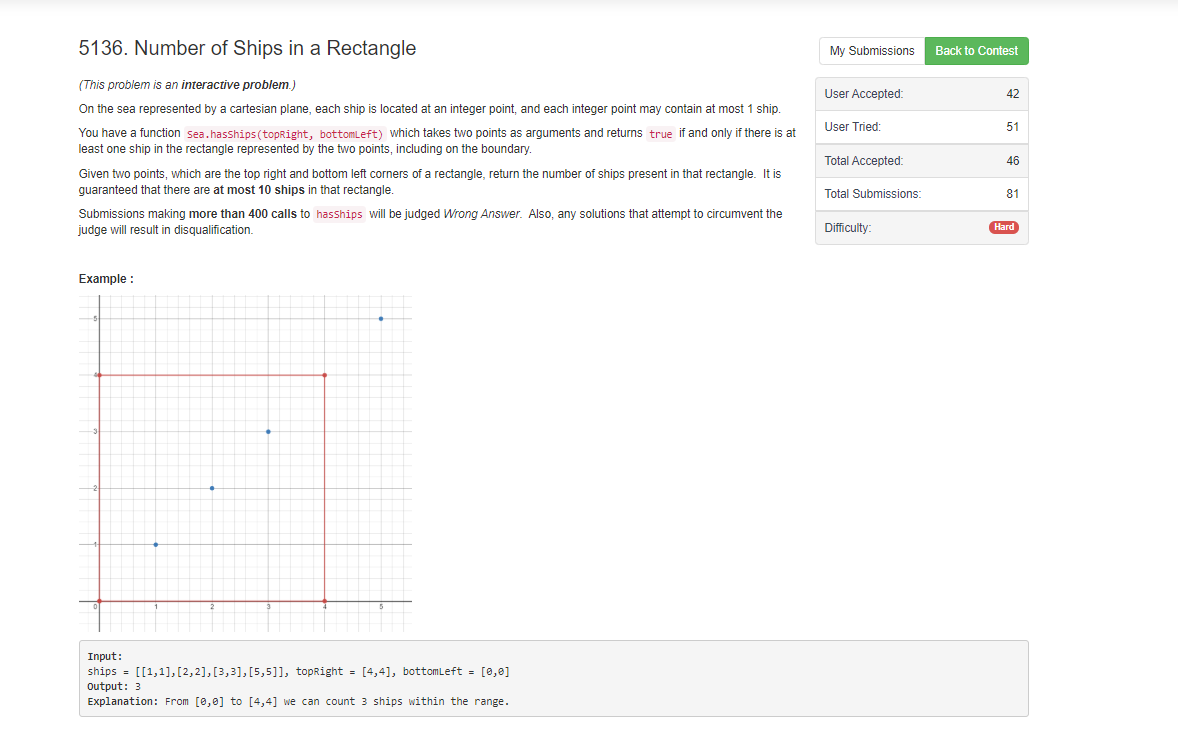 5136. Number of Ships in a Rectangle
My Submissions
Back to Contest
(This problem is an interactive problem.)
On the sea represented by a cartesian plane, each ship is located at an integer point, and each integer point may contain at most 1 ship.
You have a function Sea.hasShips(topRight, bottomLeft) which takes two points as arguments and returns true if and only if there is at
least one ship in the rectangle represented by the two points, including on the boundary.
Given two points, which are the top right and bottom left corners of a rectangle, return the number of ships present in that rectangle.  It is
guaranteed that there are at most 10 ships in that rectangle.
Submissions making more than 400 calls to hasShips will be judged Wrong Answer.  Also, any solutions that attempt to circumvent the
judge will result in disqualification.
User Accepted: 42
User Tried: 51
Total Accepted: 46
Total Submissions: 81
Difficulty: Hard
Example :
5
4
3
2
1
0 1 2 3 4 5
Input:
ships = [[1,1],[2,2],[3,3],[5,5]], topRight = [4,4], bottomLeft = [0,0]
Output: 3
Explanation: From [0,0] to [4,4] we can count 3 ships within the range.